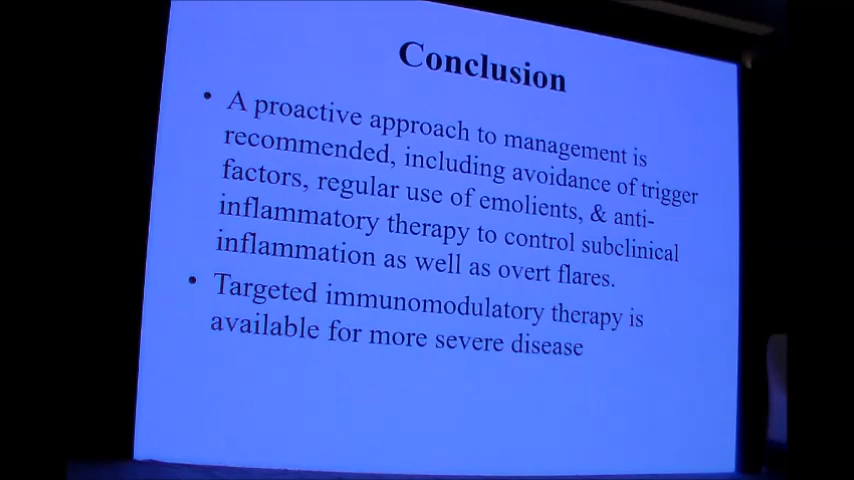 Conclusion
• A proactive approach to management is
recommended, including avoidance of trigger
factors, regular use of emolients, & anti-
inflammatory therapy to control subclinical
inflammation as well as overt flares.
• Targeted immunomodulatory therapy is
available for more severe disease